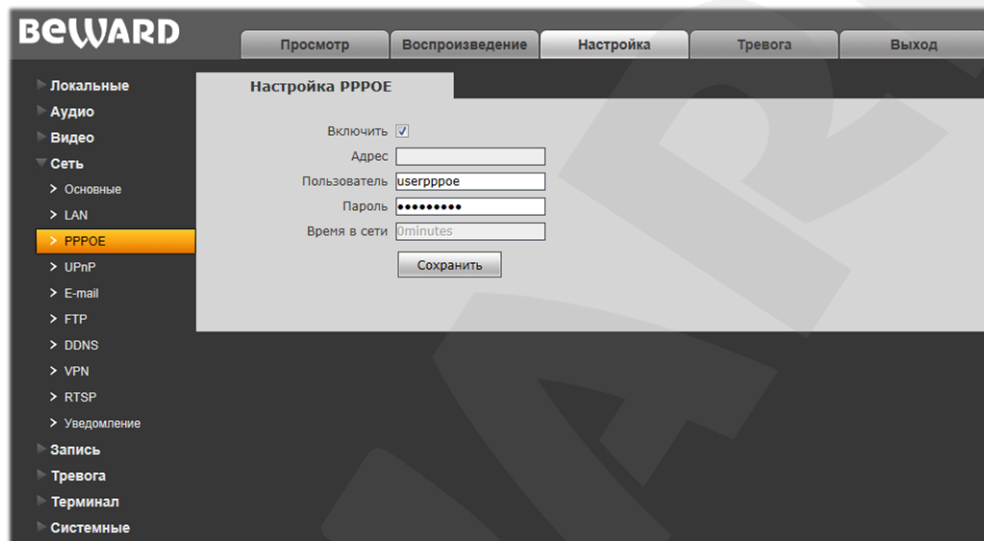 BEWARD
Просмотр Воспроизведение Настройка Тревога Выход
Локальные
Аудио
Видео
Сеть
Основные
LAN
PPPOE
UPnP
E-mail
FTP
DDNS
VPN
RTSP
Уведомление
Запись
Тревога
Терминал
Системные
Настройка PPPOE
Включить
Адрес
Пользователь userpppoe
Пароль •••••••••
Время в сети 0minutes
Сохранить